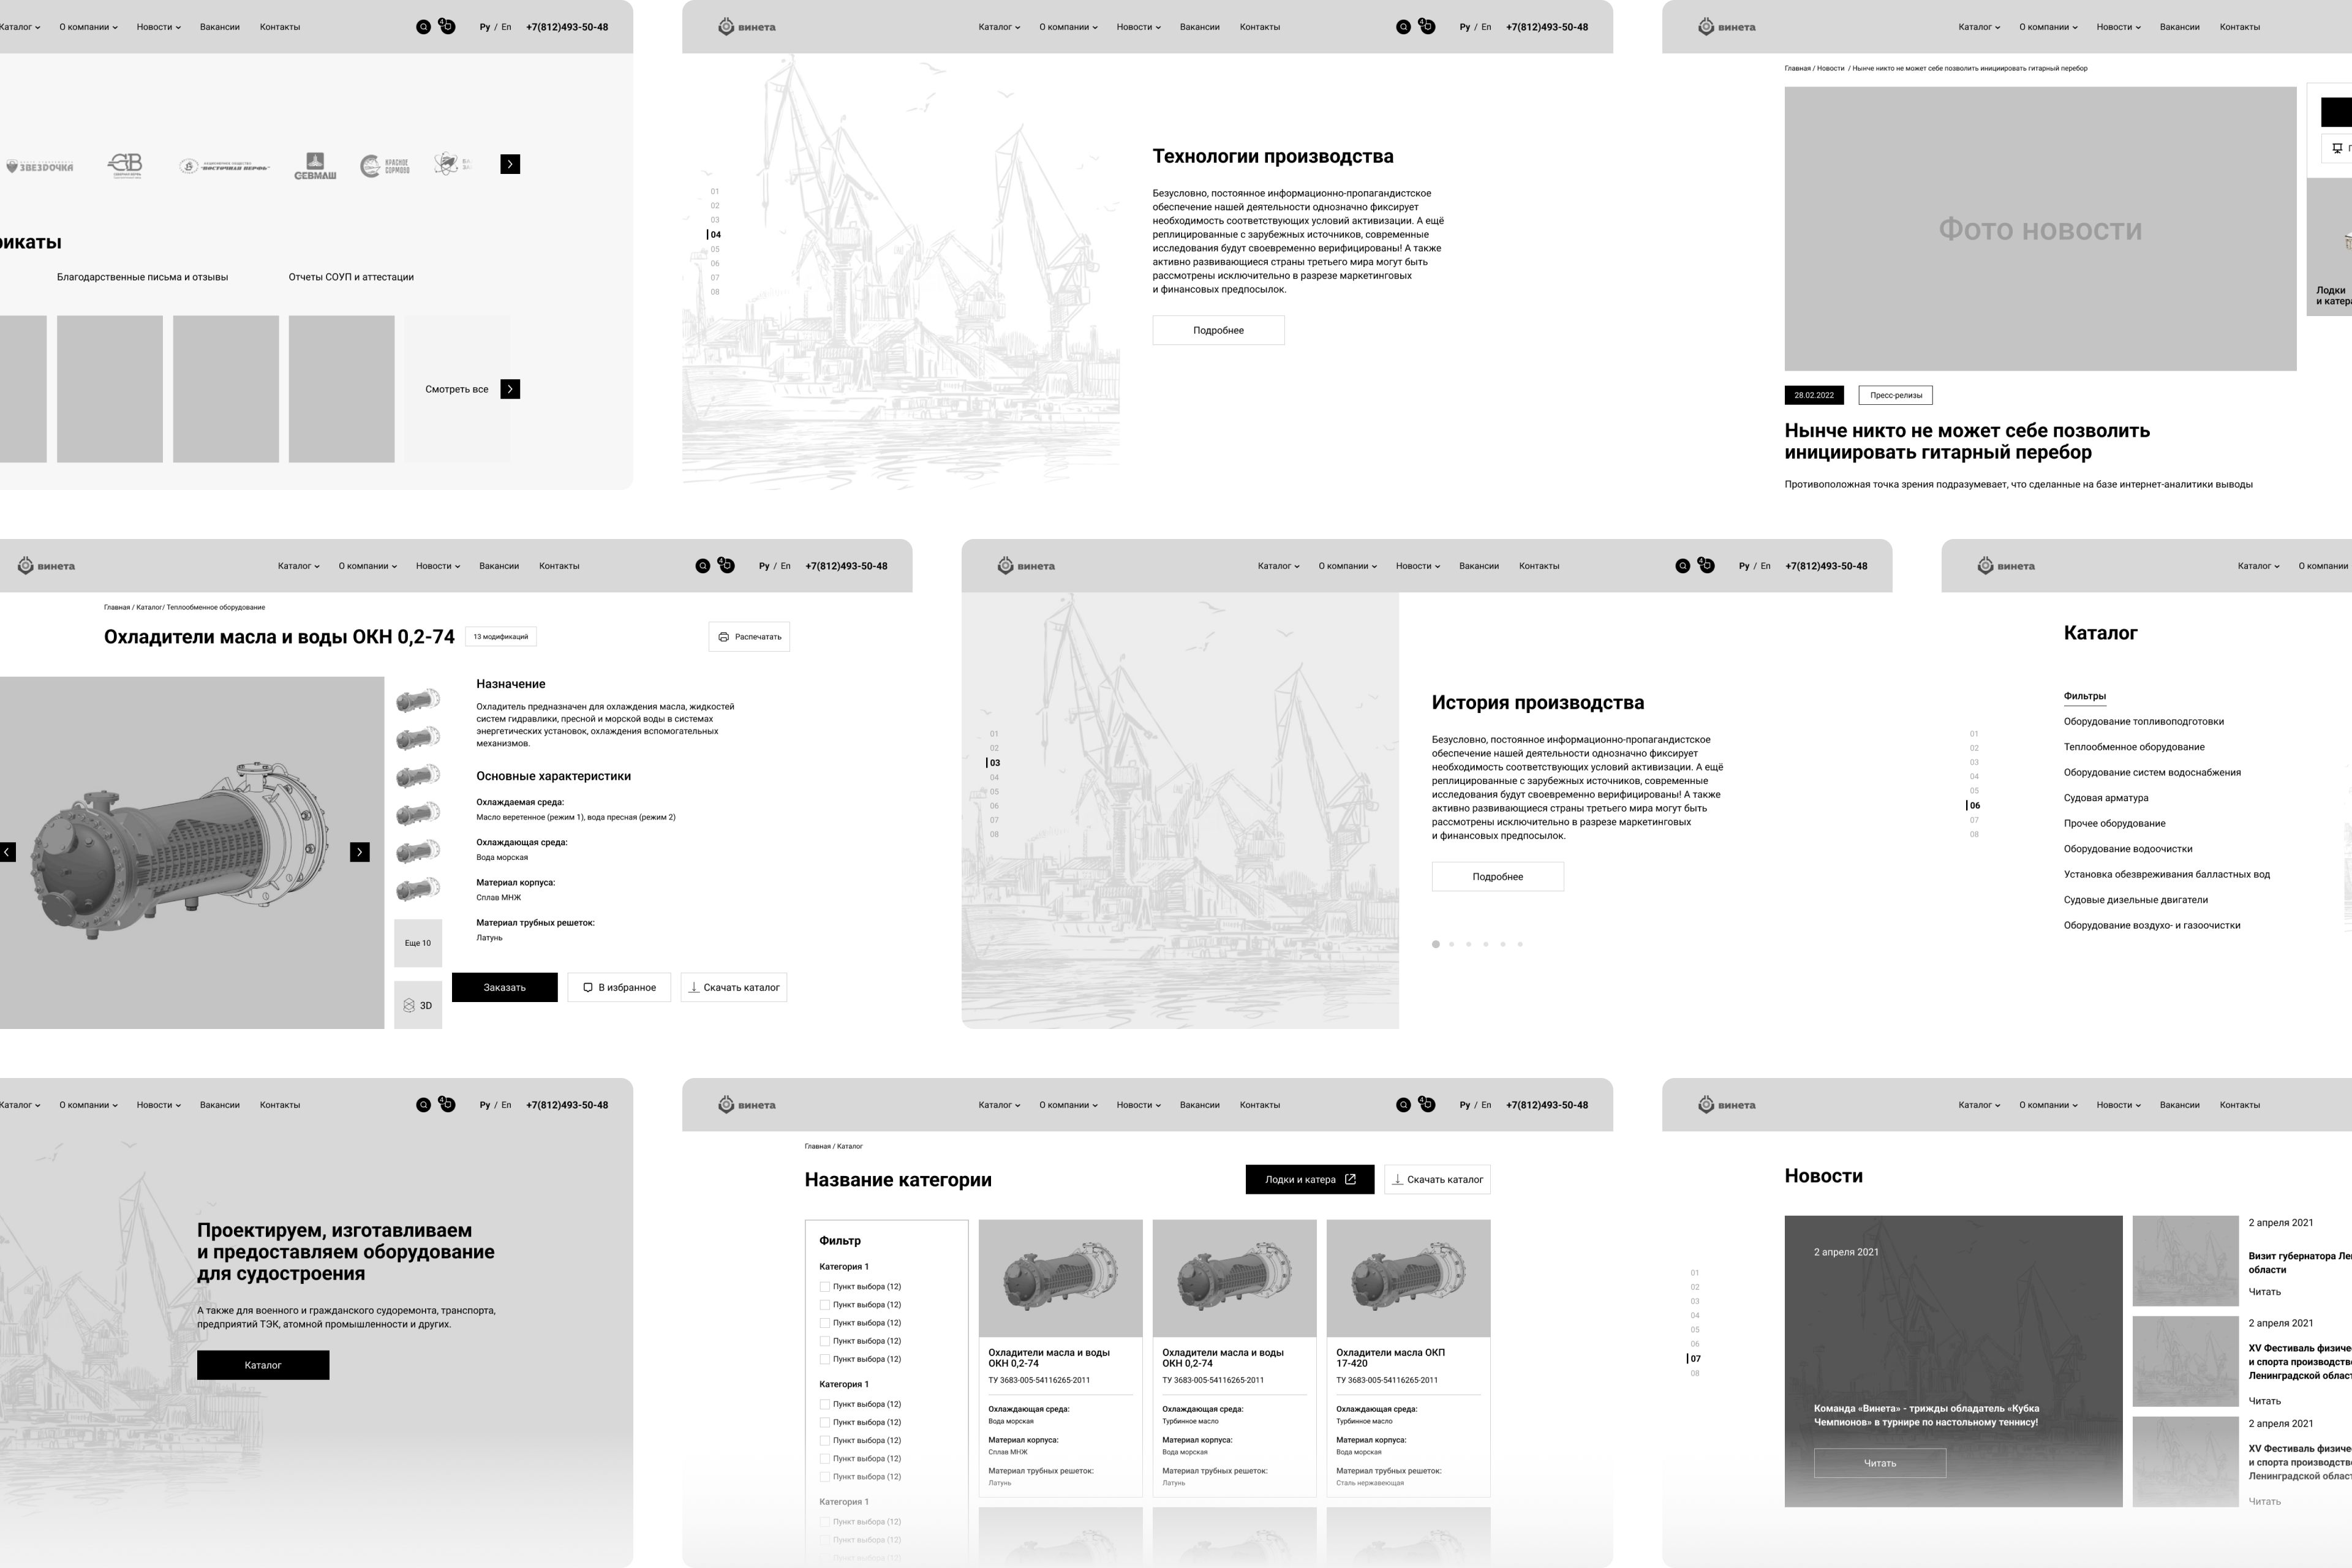 Каталог
О компании
Новости
Вакансии
Контакты
4
Ру / En
+7(812)493-50-48
ЗВЕЗДОЧКА
ВОСТОЧНАЯ ВЕРФЬ
СЕВМАШ
КРАСНОЕ
СОРМОВО
фикаты
Благодарственные письма и отзывы
Отчеты СОУП и аттестации
Смотреть все
винета
Каталог
О компании
Новости
Вакансии
Контакты
4
Ру / En
+7(812)493-50-48
01
02
03
04
05
06
07
08
Технологии производства
Безусловно, постоянное информационно-пропагандистское
обеспечение нашей деятельности однозначно фиксирует
необходимость соответствующих условий активизации. А ещё
реплицированные с зарубежных источников, современные
исследования будут своевременно верифицированы! А также
активно развивающиеся страны третьего мира могут быть
рассмотрены исключительно в разрезе маркетинговых
и финансовых предпосылок.
Подробнее
винета
Каталог
О компании
Новости
Вакансии
Контакты
Главная / Новости / Нынче никто не может себе позволить инициировать гитарный перебор
Фото новости
Лодки
и катера
28.02.2022
Пресс-релизы
Нынче никто не может себе позволить
инициировать гитарный перебор
Противоположная точка зрения подразумевает, что сделанные на базе интернет-аналитики выводы
винета
Каталог
О компании
Новости
Вакансии
Контакты
4
Ру / En
+7(812)493-50-48
Главная / Каталог/ Теплообменное оборудование
Охладители масла и воды ОКН 0,2-74
13 модификаций
Распечатать
Еще 10
3D
Назначение
Охладитель предназначен для охлаждения масла, жидкостей
систем гидравлики, пресной и морской воды в системах
энергетических установок, охлаждения вспомогательных
механизмов.
Основные характеристики
Охлаждаемая среда:
Масло веретенное (режим 1), вода пресная (режим 2)
Охлаждающая среда:
Вода морская
Материал корпуса:
Сплав МНЖ
Материал трубных решеток:
Латунь
Заказать
В избранное
Скачать каталог
винета
Каталог
О компании
Новости
Вакансии
Контакты
4
Ру / En
+7(812)493-50-48
01
02
03
04
05
06
07
08
История производства
Безусловно, постоянное информационно-пропагандистское
обеспечение нашей деятельности однозначно фиксирует
необходимость соответствующих условий активизации. А ещё
реплицированные с зарубежных источников, современные
исследования будут своевременно верифицированы! А также
активно развивающиеся страны третьего мира могут быть
рассмотрены исключительно в разрезе маркетинговых
и финансовых предпосылок.
Подробнее
винета
Каталог
О компании
01
02
03
04
05
06
07
08
Каталог
Фильтры
Оборудование топливоподготовки
Теплообменное оборудование
Оборудование систем водоснабжения
Судовая арматура
Прочее оборудование
Оборудование водоочистки
Установка обезвреживания балластных вод
Судовые дизельные двигатели
Оборудование воздухо- и газоочистки
Каталог
О компании
Новости
Вакансии
Контакты
4
Ру / En
+7(812)493-50-48
Проектируем, изготавливаем
и предоставляем оборудование
для судостроения
А также для военного и гражданского судоремонта, транспорта,
предприятий ТЭК, атомной промышленности и других.
Каталог
винета
Каталог
О компании
Новости
Вакансии
Контакты
4
Ру / En
+7(812)493-50-48
Главная / Каталог
Название категории
Лодки и катера
Скачать каталог
Фильтр
Категория 1
Пункт выбора (12)
Пункт выбора (12)
Пункт выбора (12)
Пункт выбора (12)
Пункт выбора (12)
Категория 1
Пункт выбора (12)
Пункт выбора (12)
Пункт выбора (12)
Пункт выбора (12)
Пункт выбора (12)
Категория 1
Пункт выбора (12)
Пункт выбора (12)
Пункт выбора (12)
Охладители масла и воды
ОКН 0,2-74
ТУ 3683-005-54116265-2011
Охлаждающая среда:
Вода морская
Материал корпуса:
Сплав МНЖ
Материал трубных решеток:
Латунь
Охладители масла и воды
ОКН 0,2-74
ТУ 3683-005-54116265-2011
Охлаждающая среда:
Турбинное масло
Материал корпуса:
Вода морская
Материал трубных решеток:
Латунь
Охладители масла ОКП
17-420
ТУ 3683-005-54116265-2011
Охлаждающая среда:
Турбинное масло
Материал корпуса:
Вода морская
Материал трубных решеток:
Сталь нержавеющая
винета
Каталог
О компании
Новости
Вакансии
Контакты
01
02
03
04
05
06
07
08
Новости
2 апреля 2021
Команда «Винета» - трижды обладатель «Кубка
Чемпионов» в турнире по настольному теннису!
Читать
2 апреля 2021
Визит губернатора Ле
области
Читать
2 апреля 2021
XV Фестиваль физиче
и спорта производств
Ленинградской облас
Читать
2 апреля 2021
XV Фестиваль физиче
и спорта производств
Ленинградской облас
Читать